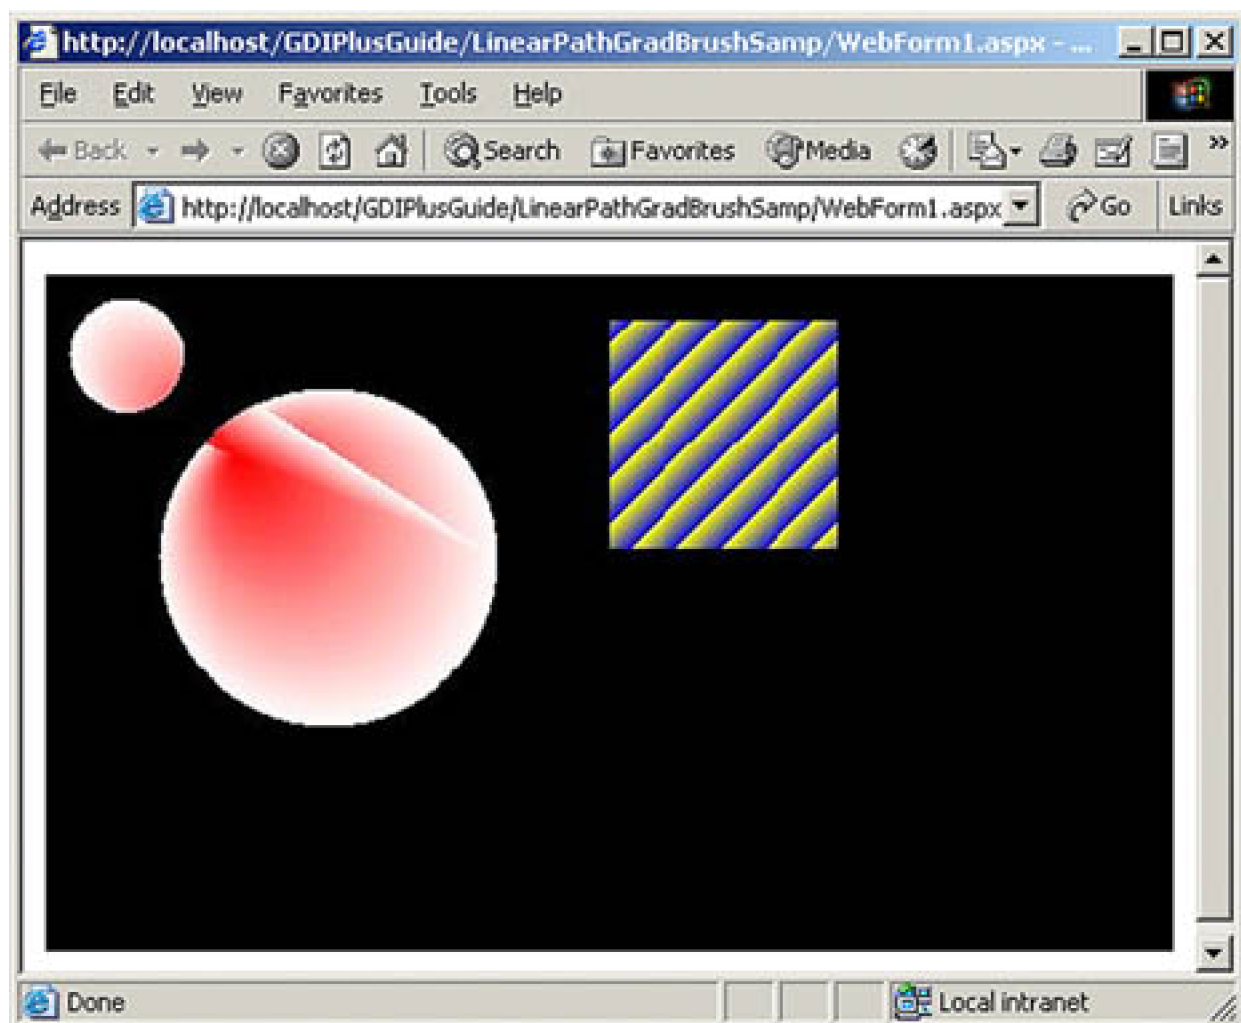 http://localhost/GDIPlusGuide/LinearPathGradBrushSamp/WebForm1.aspx - ...
File Edit View Favorites Tools Help
Back Search Favorites Media »
Address http://localhost/GDIPlusGuide/LinearPathGradBrushSamp/WebForm1.aspx Go Links
Done Local intranet